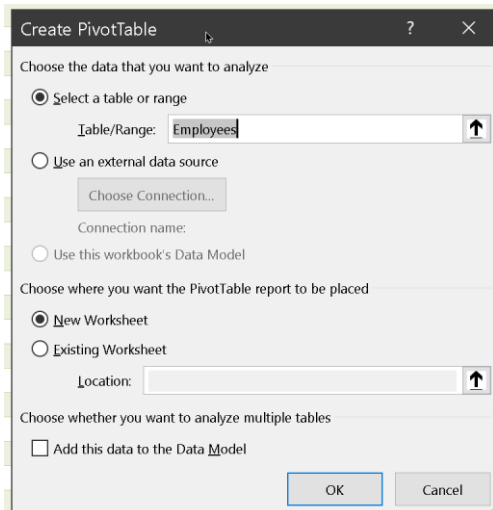 Create PivotTable ?
Choose the data that you want to analyze
Select a table or range
Table/Range: Employees
Use an external data source
Choose Connection...
Connection name:
Use this workbook's Data Model
Choose where you want the PivotTable report to be placed
New Worksheet
Existing Worksheet
Location:
Choose whether you want to analyze multiple tables
Add this data to the Data Model
OK Cancel